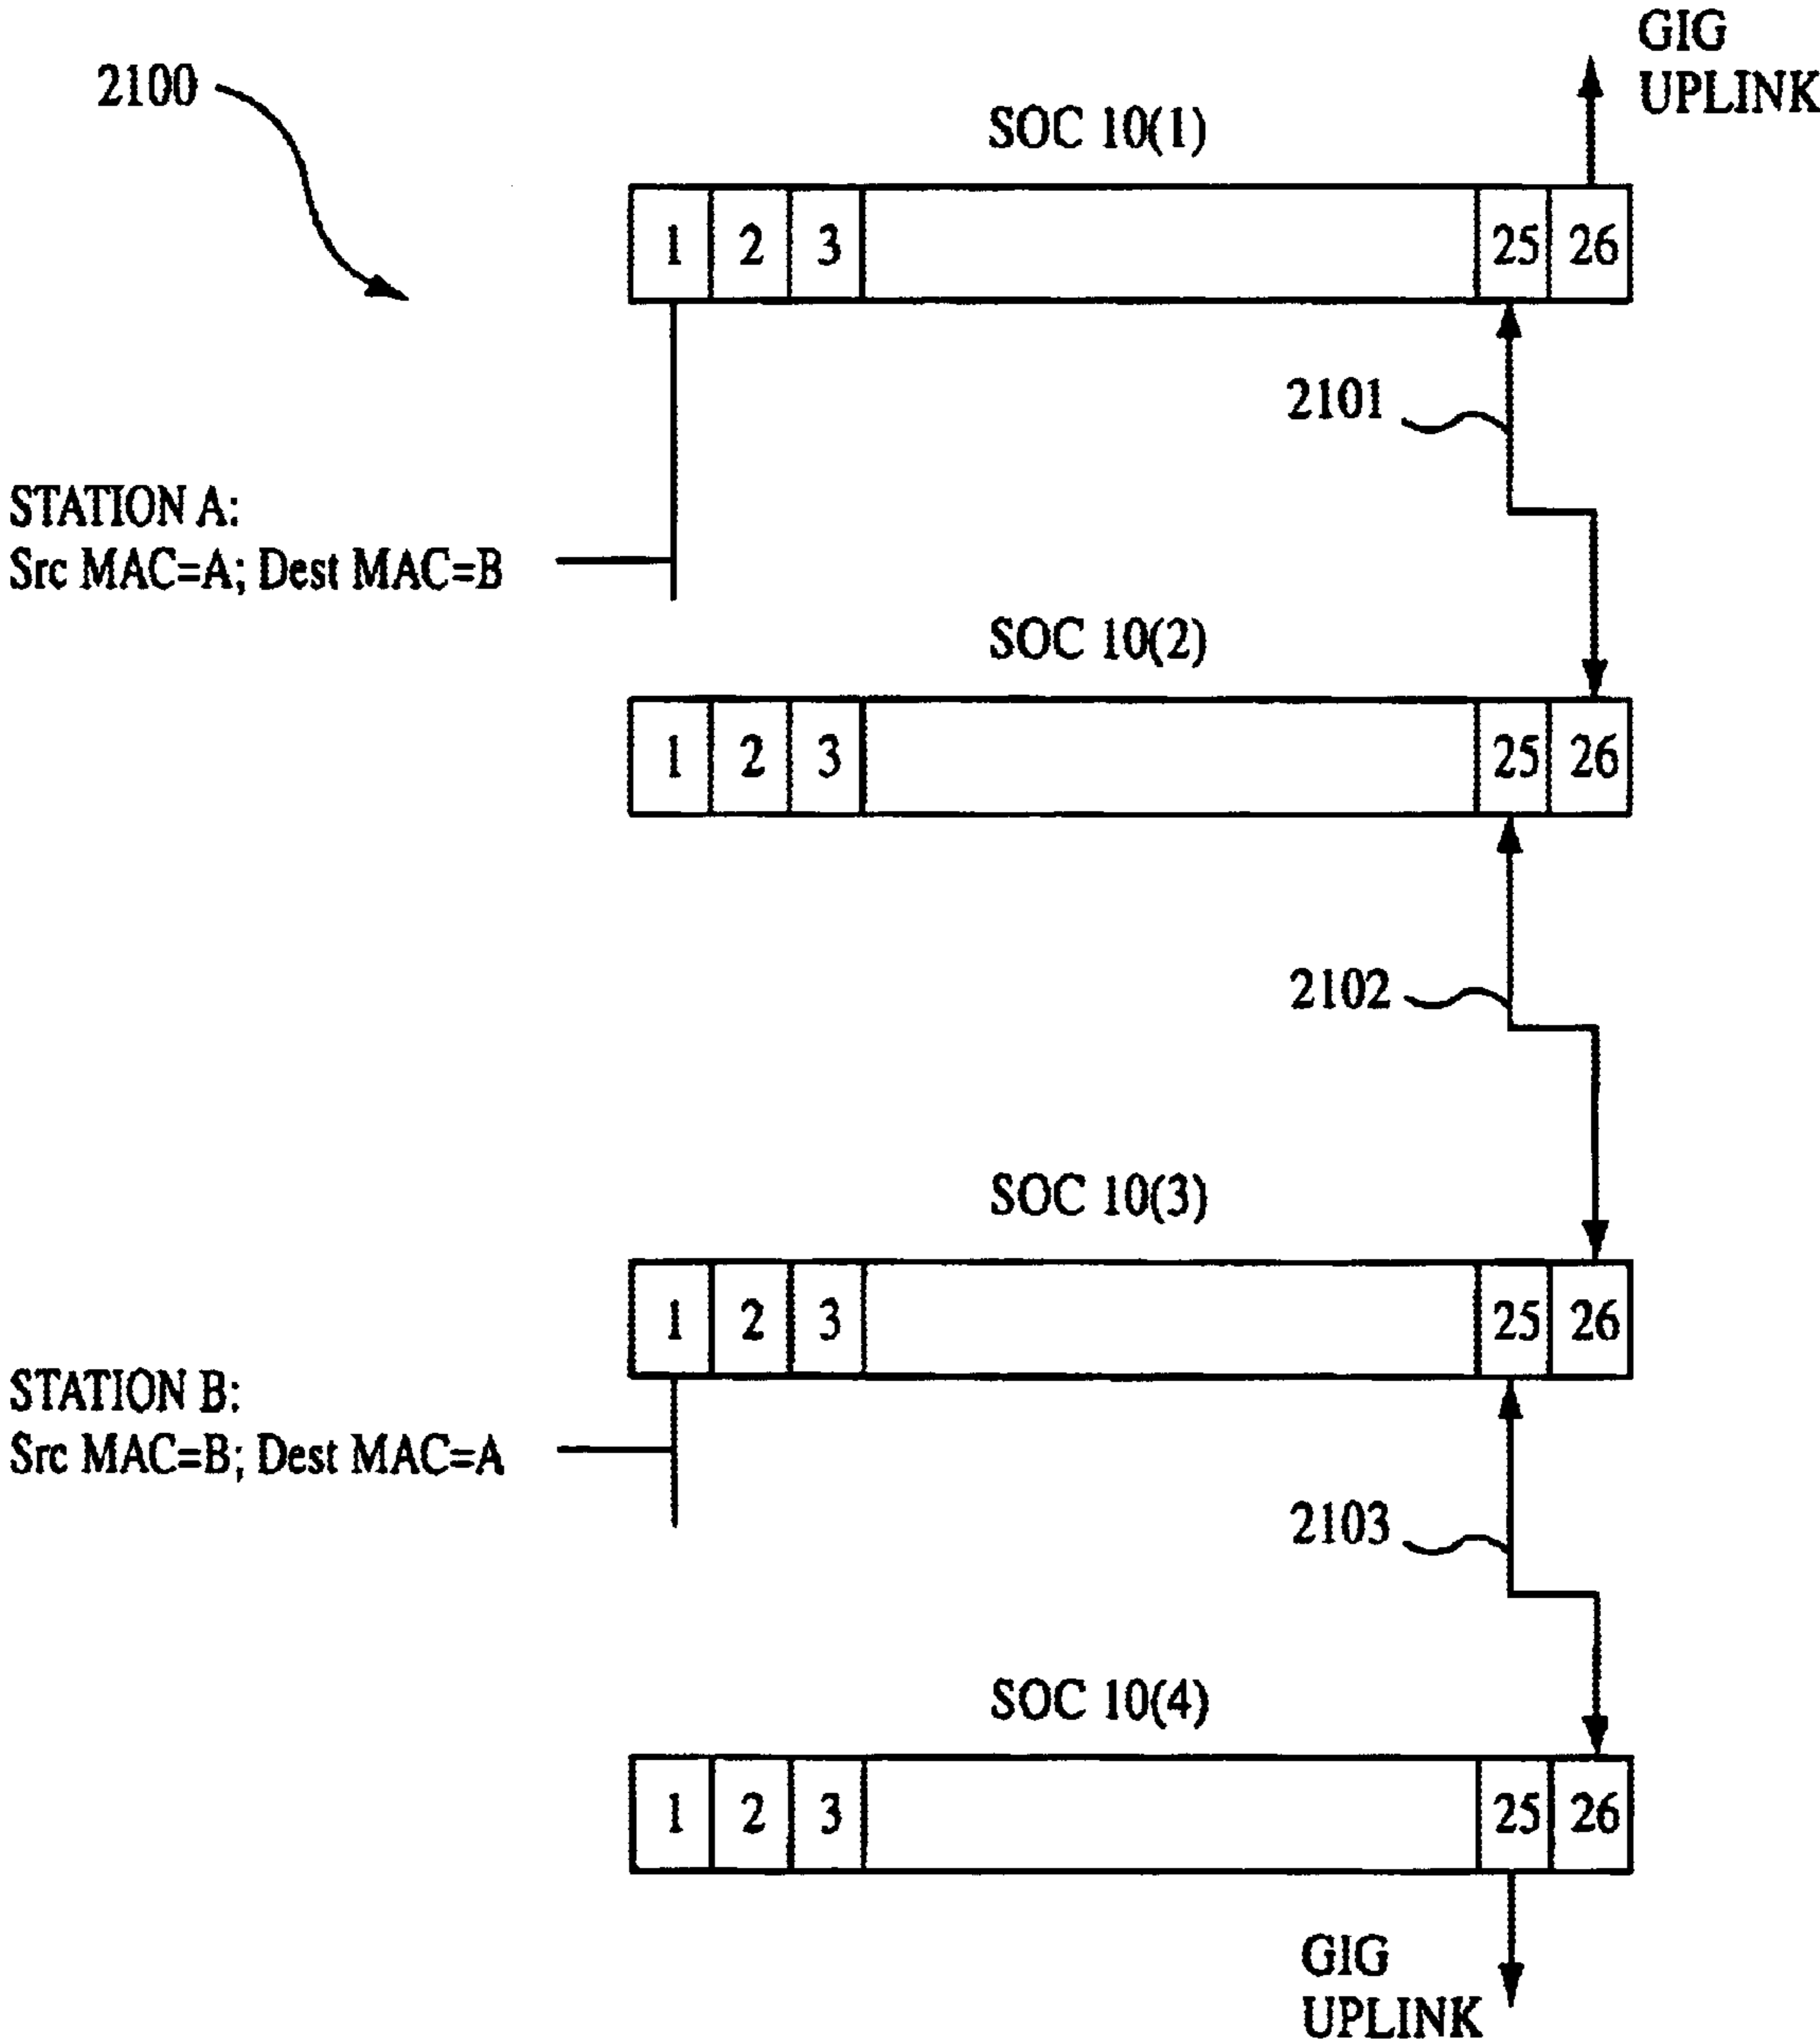 GIG
UPLINK
2100
SOC 10(1)
1 2 3 25 26
2101
STATION A:
Src MAC=A; Dest MAC=B
SOC 10(2)
1 2 3 25 26
2102
SOC 10(3)
1 2 3 25 26
STATION B:
Src MAC=B; Dest MAC=A
2103
SOC 10(4)
1 2 3 25 26
GIG
UPLINK